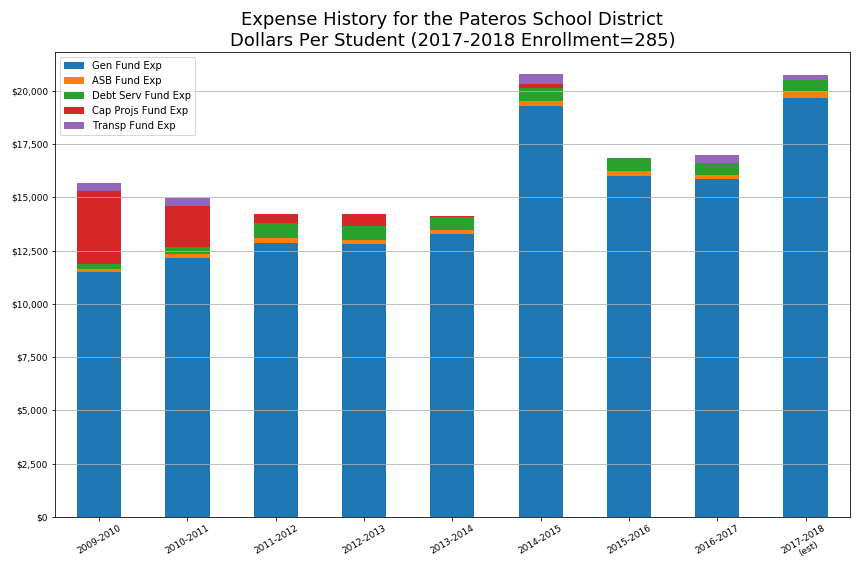 Expense History for the Pateros School District
Dollars Per Student (2017-2018 Enrollment=285)
Gen Fund Exp
ASB Fund Exp
Debt Serv Fund Exp
Cap Projs Fund Exp
Transp Fund Exp
$20,000
$17,500
$15,000
$12,500
$10,000
$7,500
$5,000
$2,500
$0
2009-2010
2010-2011
2011-2012
2012-2013
2013-2014
2014-2015
2015-2016
2016-2017
2017-2018
(est)